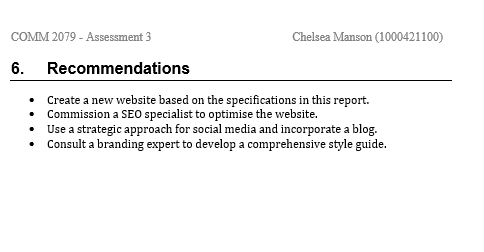 COMM 2079 - Assessment 3 Chelsea Manson (1000421100)
6. Recommendations
• Create a new website based on the specifications in this report.
• Commission a SEO specialist to optimise the website.
• Use a strategic approach for social media and incorporate a blog.
• Consult a branding expert to develop a comprehensive style guide.